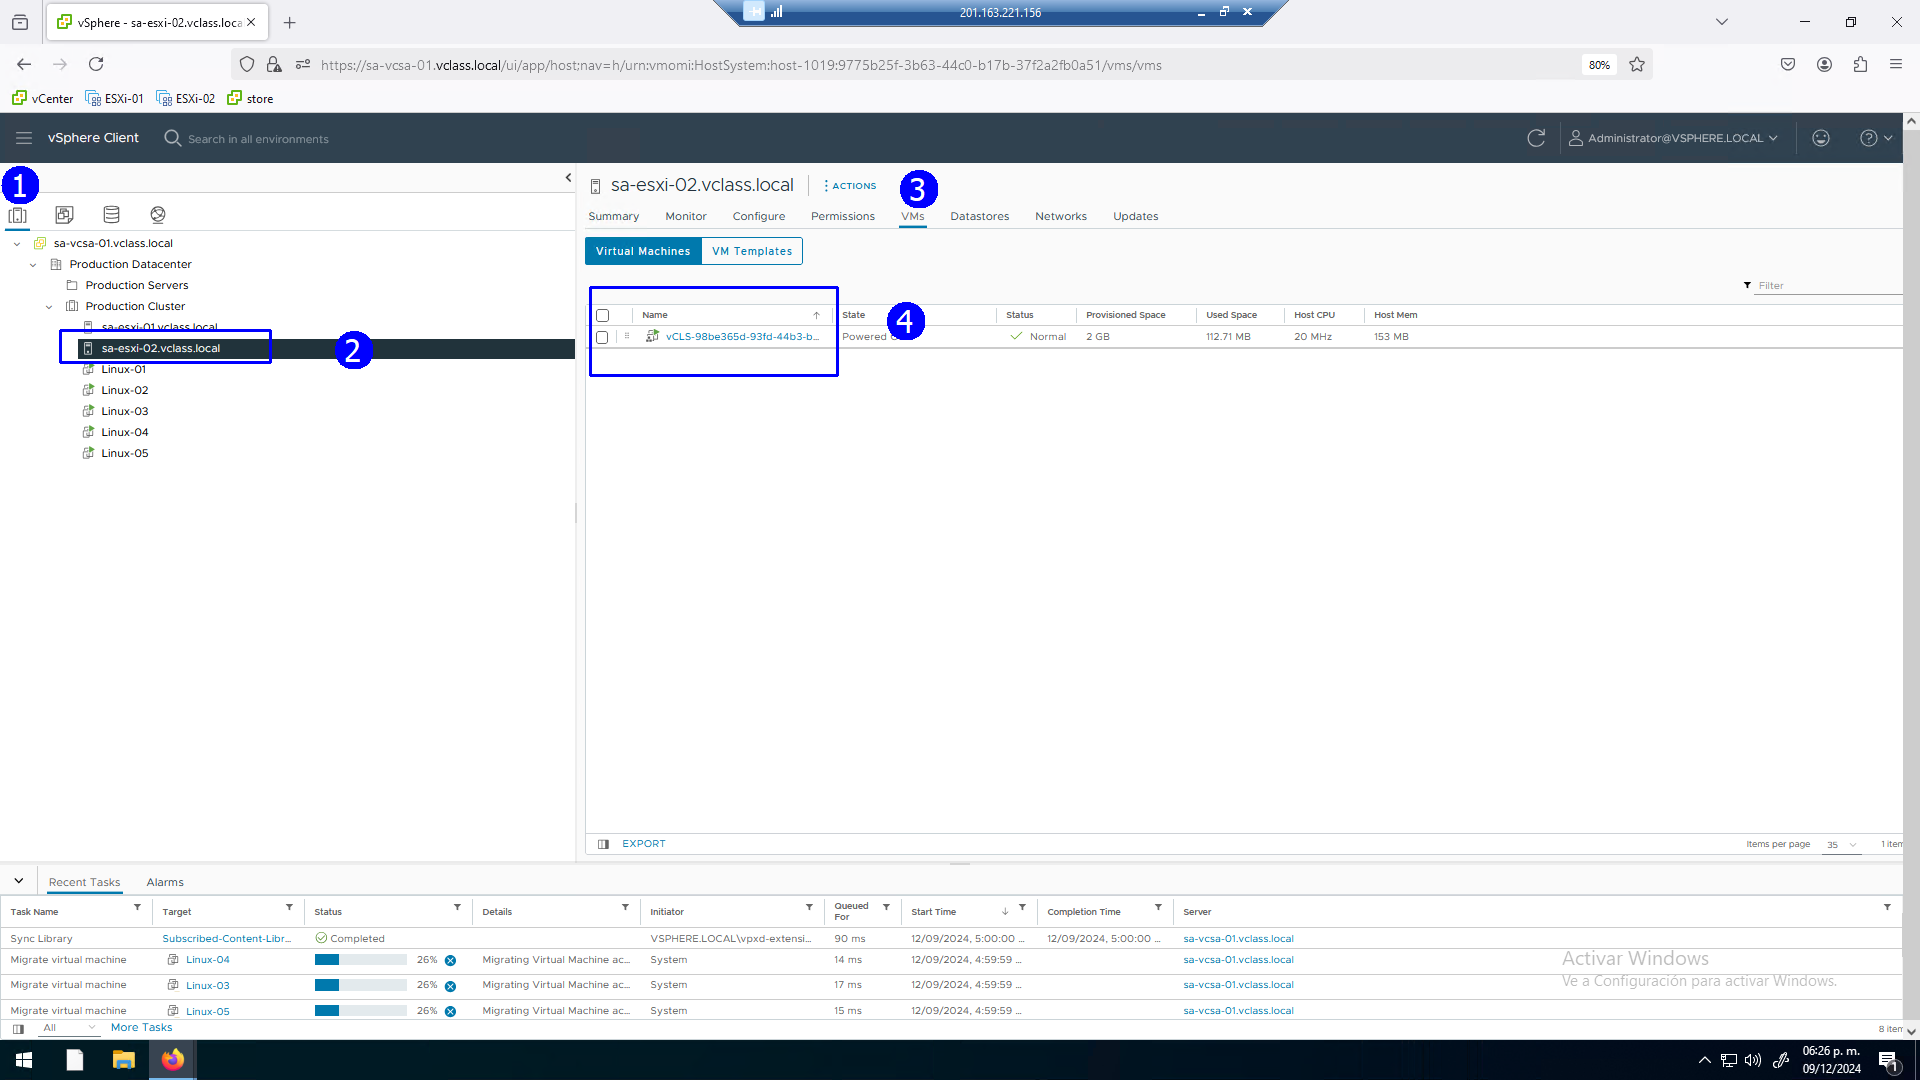 vSphere - sa-esxi-02.vclass.loca
201.163.221.156
https://sa-vcsa-01.vclass.local/ui/app/host;nav=h/urn:vmomi:HostSystem:host-1019:9775b25f-3b63-44c0-b17b-37f2a2fb0a51/vms/vms
80%
vCenter ESXi-01 ESXi-02 store
vSphere Client Search in all environments Administrator@VSPHERE.LOCAL
1
sa-vcsa-01.vclass.local
Production Datacenter
Production Servers
Production Cluster
sa-esxi-01.vclass.local
sa-esxi-02.vclass.local 2
Linux-01
Linux-02
Linux-03
Linux-04
Linux-05
sa-esxi-02.vclass.local ACTIONS 3
Summary Monitor Configure Permissions VMs Datastores Networks Updates
Virtual Machines VM Templates
Filter
Name State Status Provisioned Space Used Space Host CPU Host Mem
4
vCLS-98be365d-93fd-44b3-b... Powered Normal 2 GB 112.71 MB 20 MHz 153 MB
EXPORT Items per page 35 1 item
Recent Tasks Alarms
Task Name Target Status Details Initiator Queued For Start Time Completion Time Server
Sync Library Subscribed-Content-Libr... Completed VSPHERE.LOCAL\vpxd-extensi... 90 ms 12/09/2024, 5:00:00 ... 12/09/2024, 5:00:00 ... sa-vcsa-01.vclass.local
Migrate virtual machine Linux-04 26% Migrating Virtual Machine ac... System 14 ms 12/09/2024, 4:59:59 ... sa-vcsa-01.vclass.local
Migrate virtual machine Linux-03 26% Migrating Virtual Machine ac... System 17 ms 12/09/2024, 4:59:59 ... sa-vcsa-01.vclass.local
Migrate virtual machine Linux-05 26% Migrating Virtual Machine ac... System 15 ms 12/09/2024, 4:59:59 ... sa-vcsa-01.vclass.local
Activar Windows
Ve a Configuración para activar Windows.
All More Tasks 8 item
06:26 p. m.
09/12/2024
1